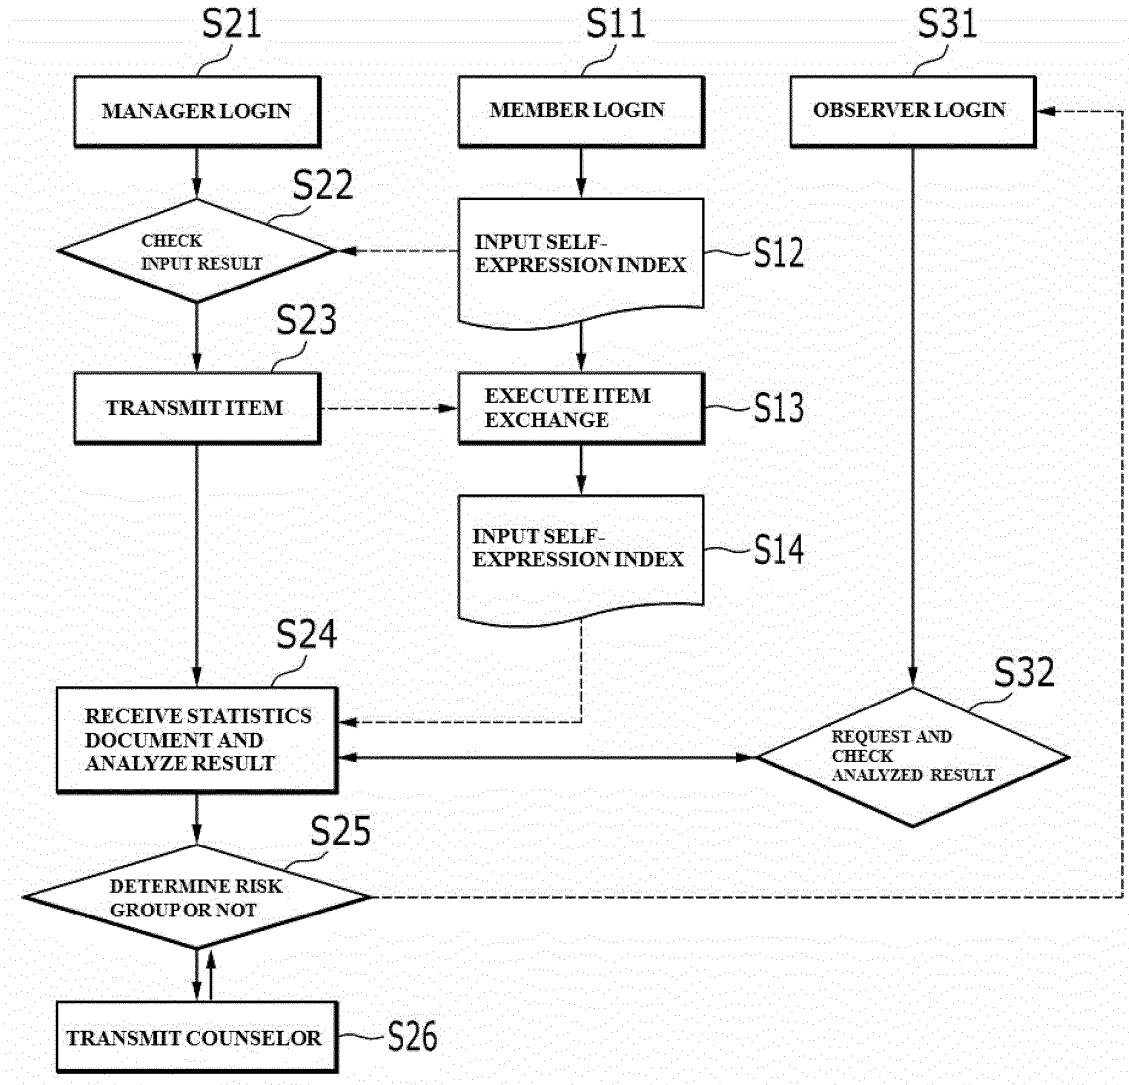 S21
S11
S31
MANAGER LOGIN
MEMBER LOGIN
OBSERVER LOGIN
S22
CHECK
INPUT RESULT
INPUT SELF-
EXPRESSION INDEX
S12
S23
TRANSMIT ITEM
EXECUTE ITEM
EXCHANGE
S13
INPUT SELF-
EXPRESSION INDEX
S14
S24
RECEIVE STATISTICS
DOCUMENT AND
ANALYZE RESULT
S32
REQUEST AND
CHECK
ANALYZED RESULT
S25
DETERMINE RISK
GROUP OR NOT
TRANSMIT COUNSELOR
S26